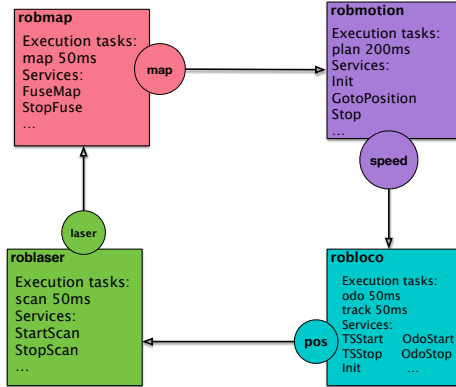 robmap
Execution tasks:
map 50ms
Services:
FuseMap
StopFuse
...
map
robmotion
Execution tasks:
plan 200ms
Services:
Init
GotoPosition
Stop
...
speed
laser
roblaser
Execution tasks:
scan 50ms
Services:
StartScan
StopScan
...
pos
robloco
Execution tasks:
odo 50ms
track 50ms
Services:
TSStart OdoStart
TSStop OdoStop
Init ...